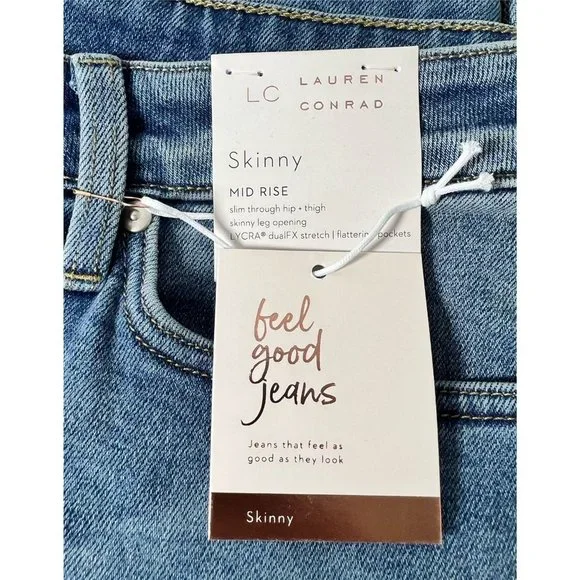 LC LAUREN
CONRAD
Skinny
MID RISE
slim through hip + thigh
skinny leg opening
LYCRA® dualFX stretch | flattering pockets
feel
good
jeans
Jeans that feel as
good as they look
Skinny